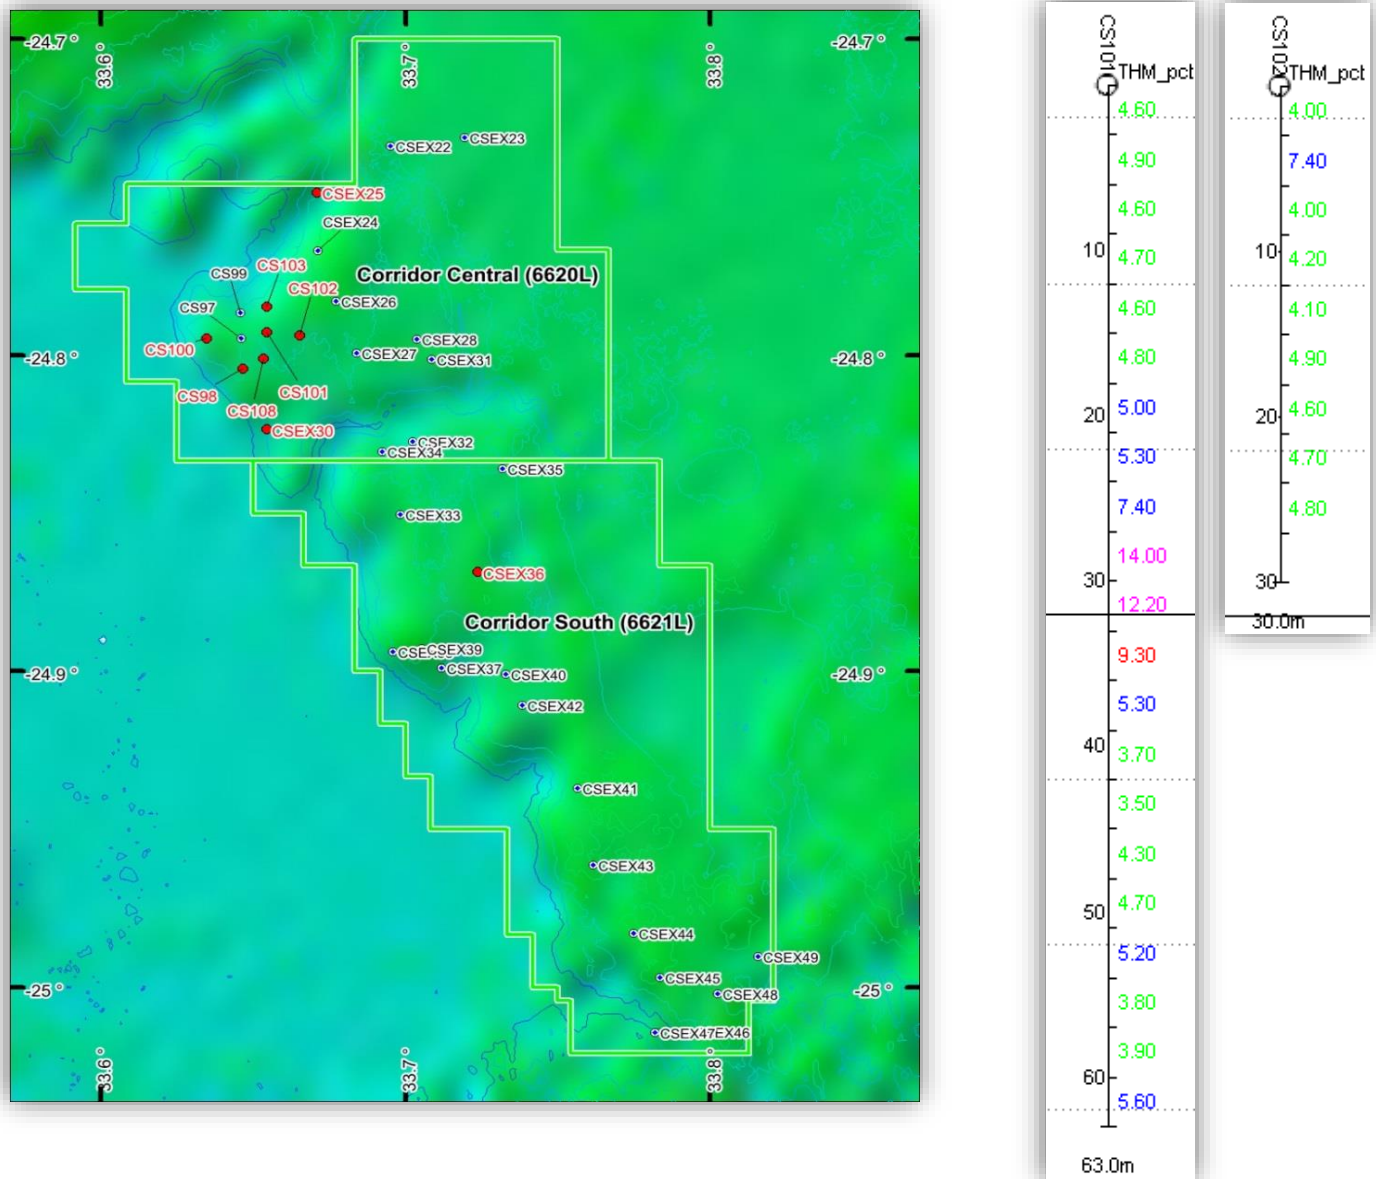 33.6°
33.7°
33.8°
-24.7°
-24.7°
CSEX22
CSEX23
CSEX25
CSEX24
CS103
CS99
Corridor Central (6620L)
CS102
CSEX26
CS97
CSEX28
CS100
CSEX27
-24.8°
-24.8°
CSEX31
CS98
CS101
CS108
CSEX30
CSEX32
CSEX34
CSEX35
CSEX33
CSEX36
Corridor South (6621L)
CSEX39
CSEX37
-24.9°
CSEX40
-24.9°
CSEX42
CSEX41
CSEX43
CSEX44
CSEX49
CSEX45
-25°
CSEX48
-25°
CSEX47EX46
33.6°
33.7°
33.8°
CS101
THM_pct
4.60
4.90
4.60
10
4.70
4.60
4.80
5.00
20
5.30
7.40
14.00
30
12.20
9.30
5.30
40
3.70
3.50
4.30
4.70
50
5.20
3.80
3.90
60
5.60
63.0m
CS102
THM_pct
4.00
7.40
4.00
10
4.20
4.10
4.90
4.60
20
4.70
4.80
30
30.0m